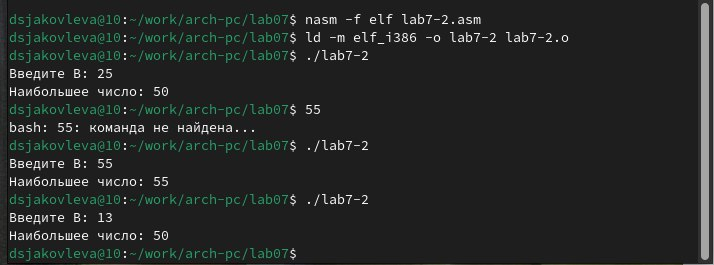 dsjakovleva@10:~/work/arch-pc/lab07$ nasm -f elf lab7-2.asm
dsjakovleva@10:~/work/arch-pc/lab07$ ld -m elf_i386 -o lab7-2 lab7-2.o
dsjakovleva@10:~/work/arch-pc/lab07$ ./lab7-2
Введите B: 25
Наибольшее число: 50
dsjakovleva@10:~/work/arch-pc/lab07$ 55
bash: 55: команда не найдена...
dsjakovleva@10:~/work/arch-pc/lab07$ ./lab7-2
Введите B: 55
Наибольшее число: 55
dsjakovleva@10:~/work/arch-pc/lab07$ ./lab7-2
Введите B: 13
Наибольшее число: 50
dsjakovleva@10:~/work/arch-pc/lab07$